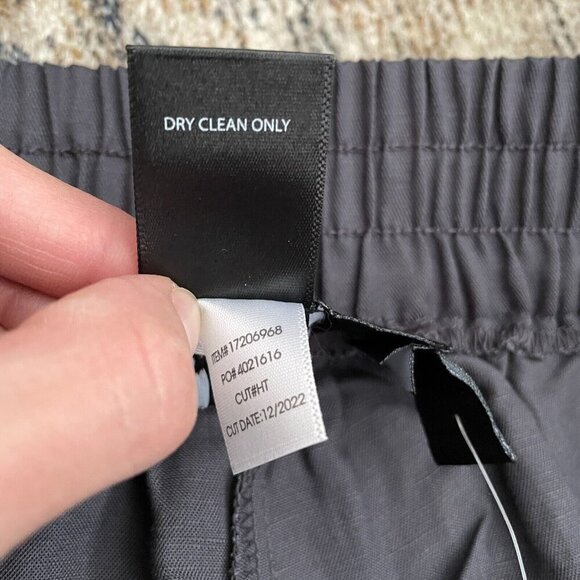 DRY CLEAN ONLY
ITEM# 17206968
PO# 4021616
CUT#HT
CUT DATE:12/2022